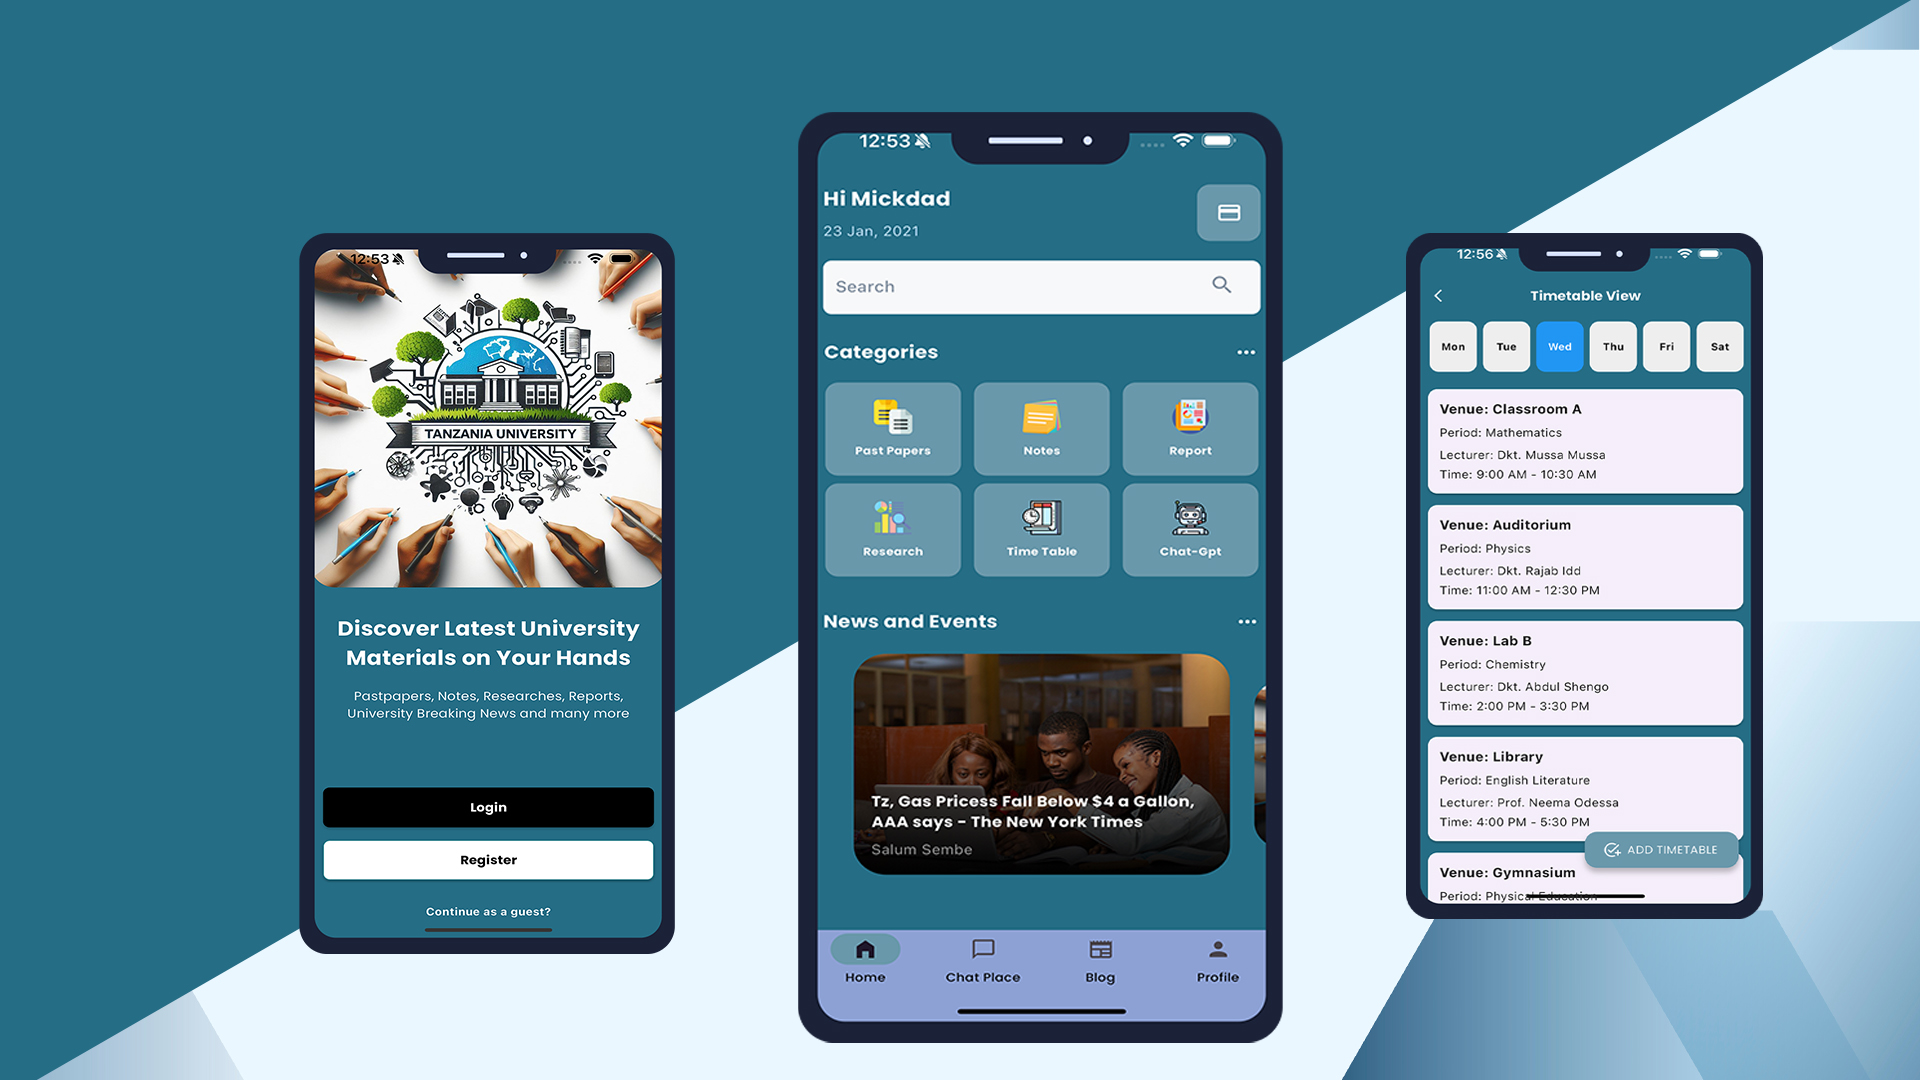 12:53
TANZANIA UNIVERSITY
Discover Latest University
Materials on Your Hands
Pastpapers, Notes, Researches, Reports,
University Breaking News and many more
Login
Register
Continue as a guest?
12:53
Hi Mickdad
23 Jan, 2021
Search
Categories
Past Papers
Notes
Report
Research
Time Table
Chat-Gpt
News and Events
Tz, Gas Pricess Fall Below $4 a Gallon,
AAA says - The New York Times
Salum Sembe
Home
Chat Place
Blog
Profile
12:56
Timetable View
Mon
Tue
Wed
Thu
Fri
Sat
Venue: Classroom A
Period: Mathematics
Lecturer: Dkt. Mussa Mussa
Time: 9:00 AM - 10:30 AM
Venue: Auditorium
Period: Physics
Lecturer: Dkt. Rajab Idd
Time: 11:00 AM - 12:30 PM
Venue: Lab B
Period: Chemistry
Lecturer: Dkt. Abdul Shengo
Time: 2:00 PM - 3:30 PM
Venue: Library
Period: English Literature
Lecturer: Prof. Neema Odessa
Time: 4:00 PM - 5:30 PM
ADD TIMETABLE
Venue: Gymnasium
Period: Physical Education